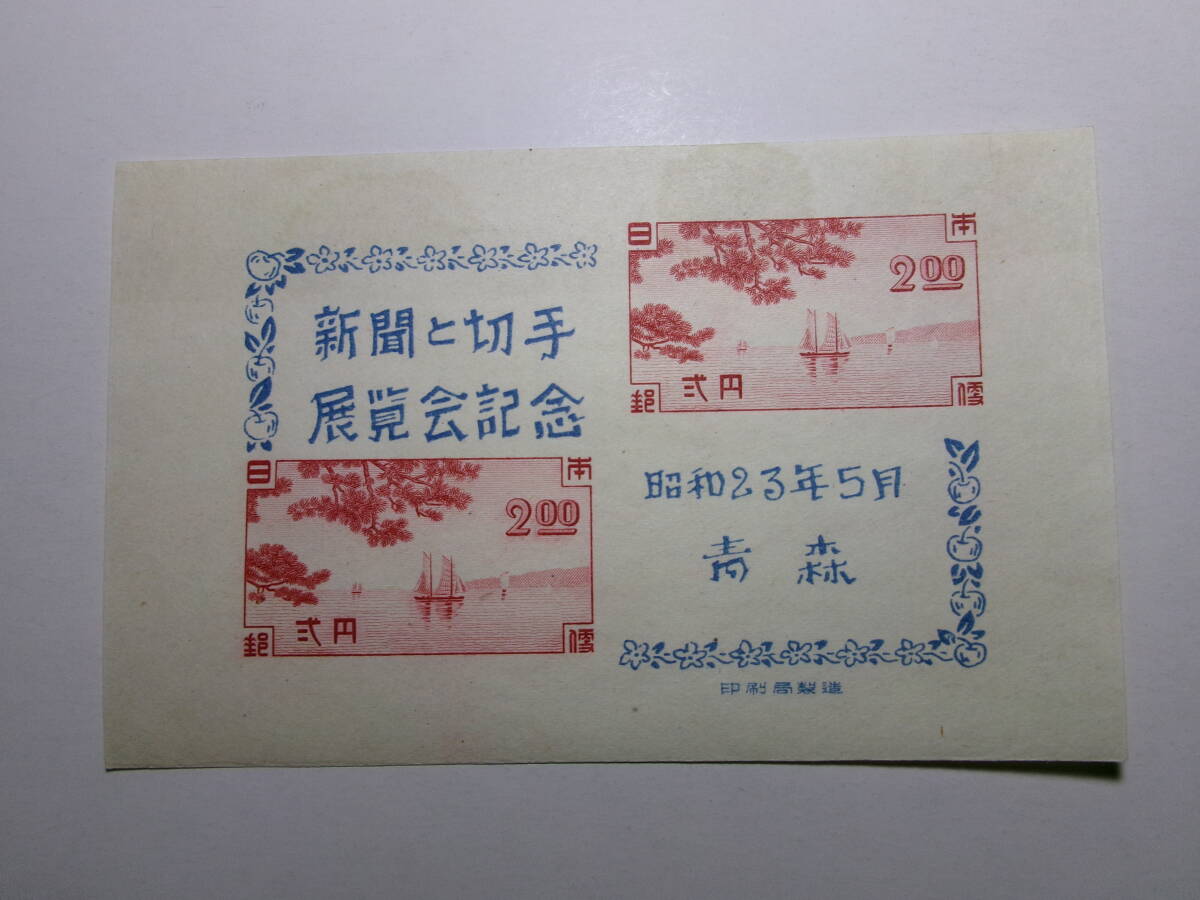 新聞と切手
展覧会記念
日本
2.00
弐円
郵便
日本
2.00
弐円
郵便
昭和23年5月
青森
印刷局製造